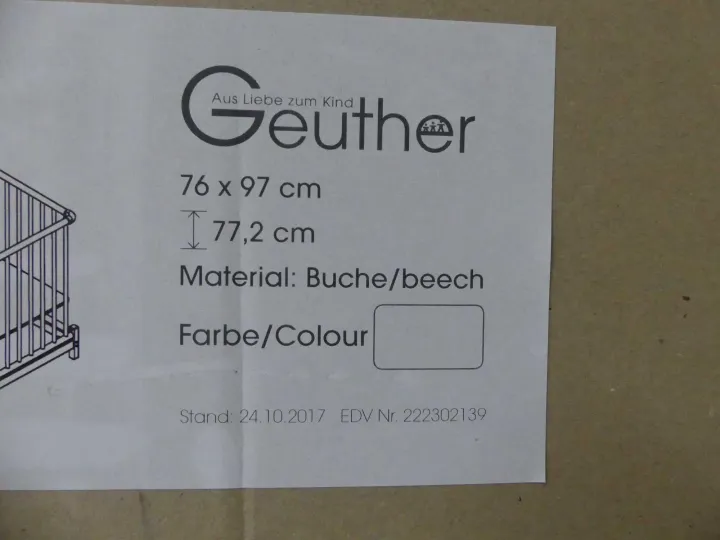 Aus Liebe zum Kind
Geuther
76 x 97 cm
77,2 cm
Material: Buche/beech
Farbe/Colour
Stand: 24.10.2017 EDV Nr. 222302139